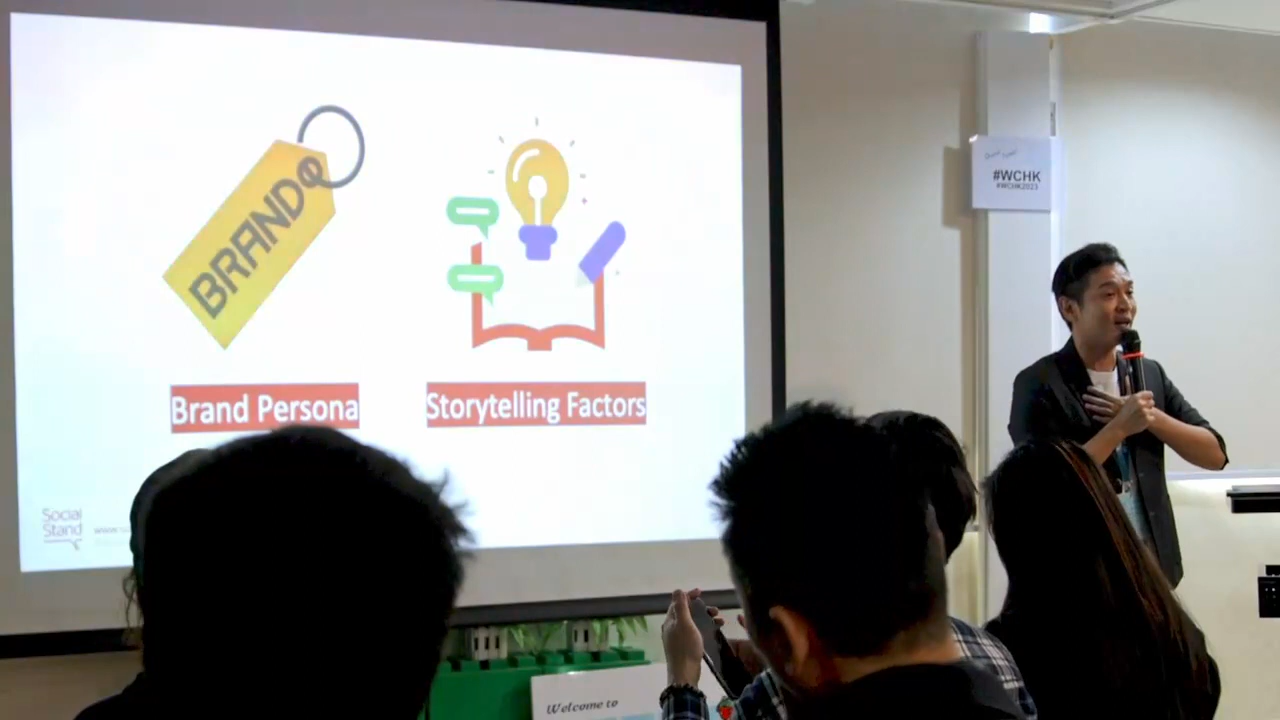 BRAND
Brand Persona
Storytelling Factors
Social
Stand
#WCHK
#WCHK2023
Welcome to